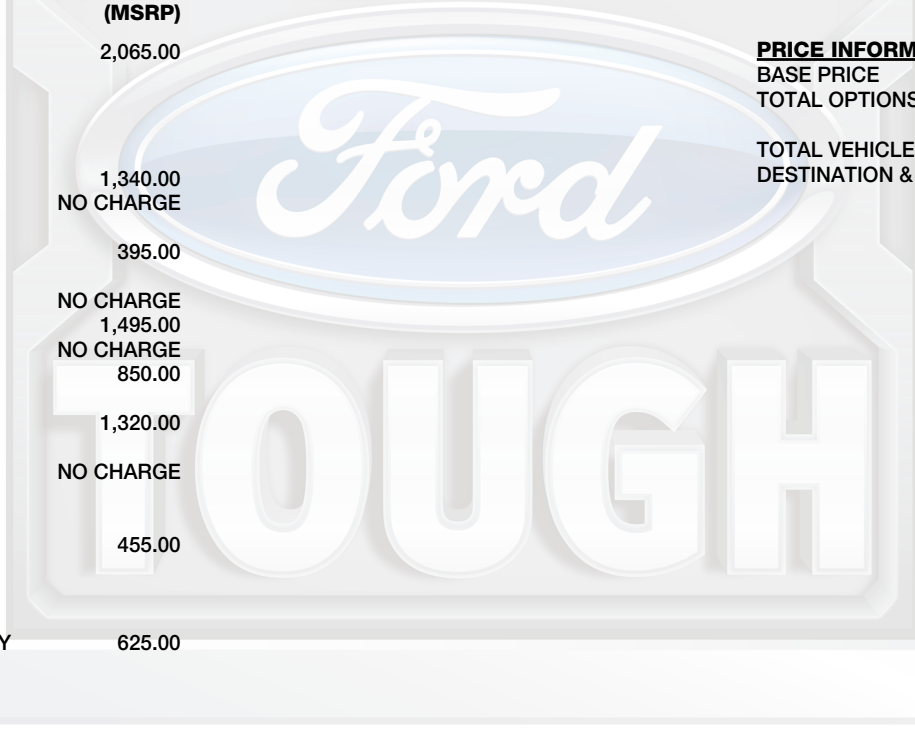 (MSRP)
2,065.00
1,340.00
NO CHARGE
395.00
NO CHARGE
1,495.00
NO CHARGE
850.00
1,320.00
NO CHARGE
455.00
Y 625.00
PRICE INFORM
BASE PRICE
TOTAL OPTIONS
TOTAL VEHICLE
DESTINATION &
Ford
TOUGH